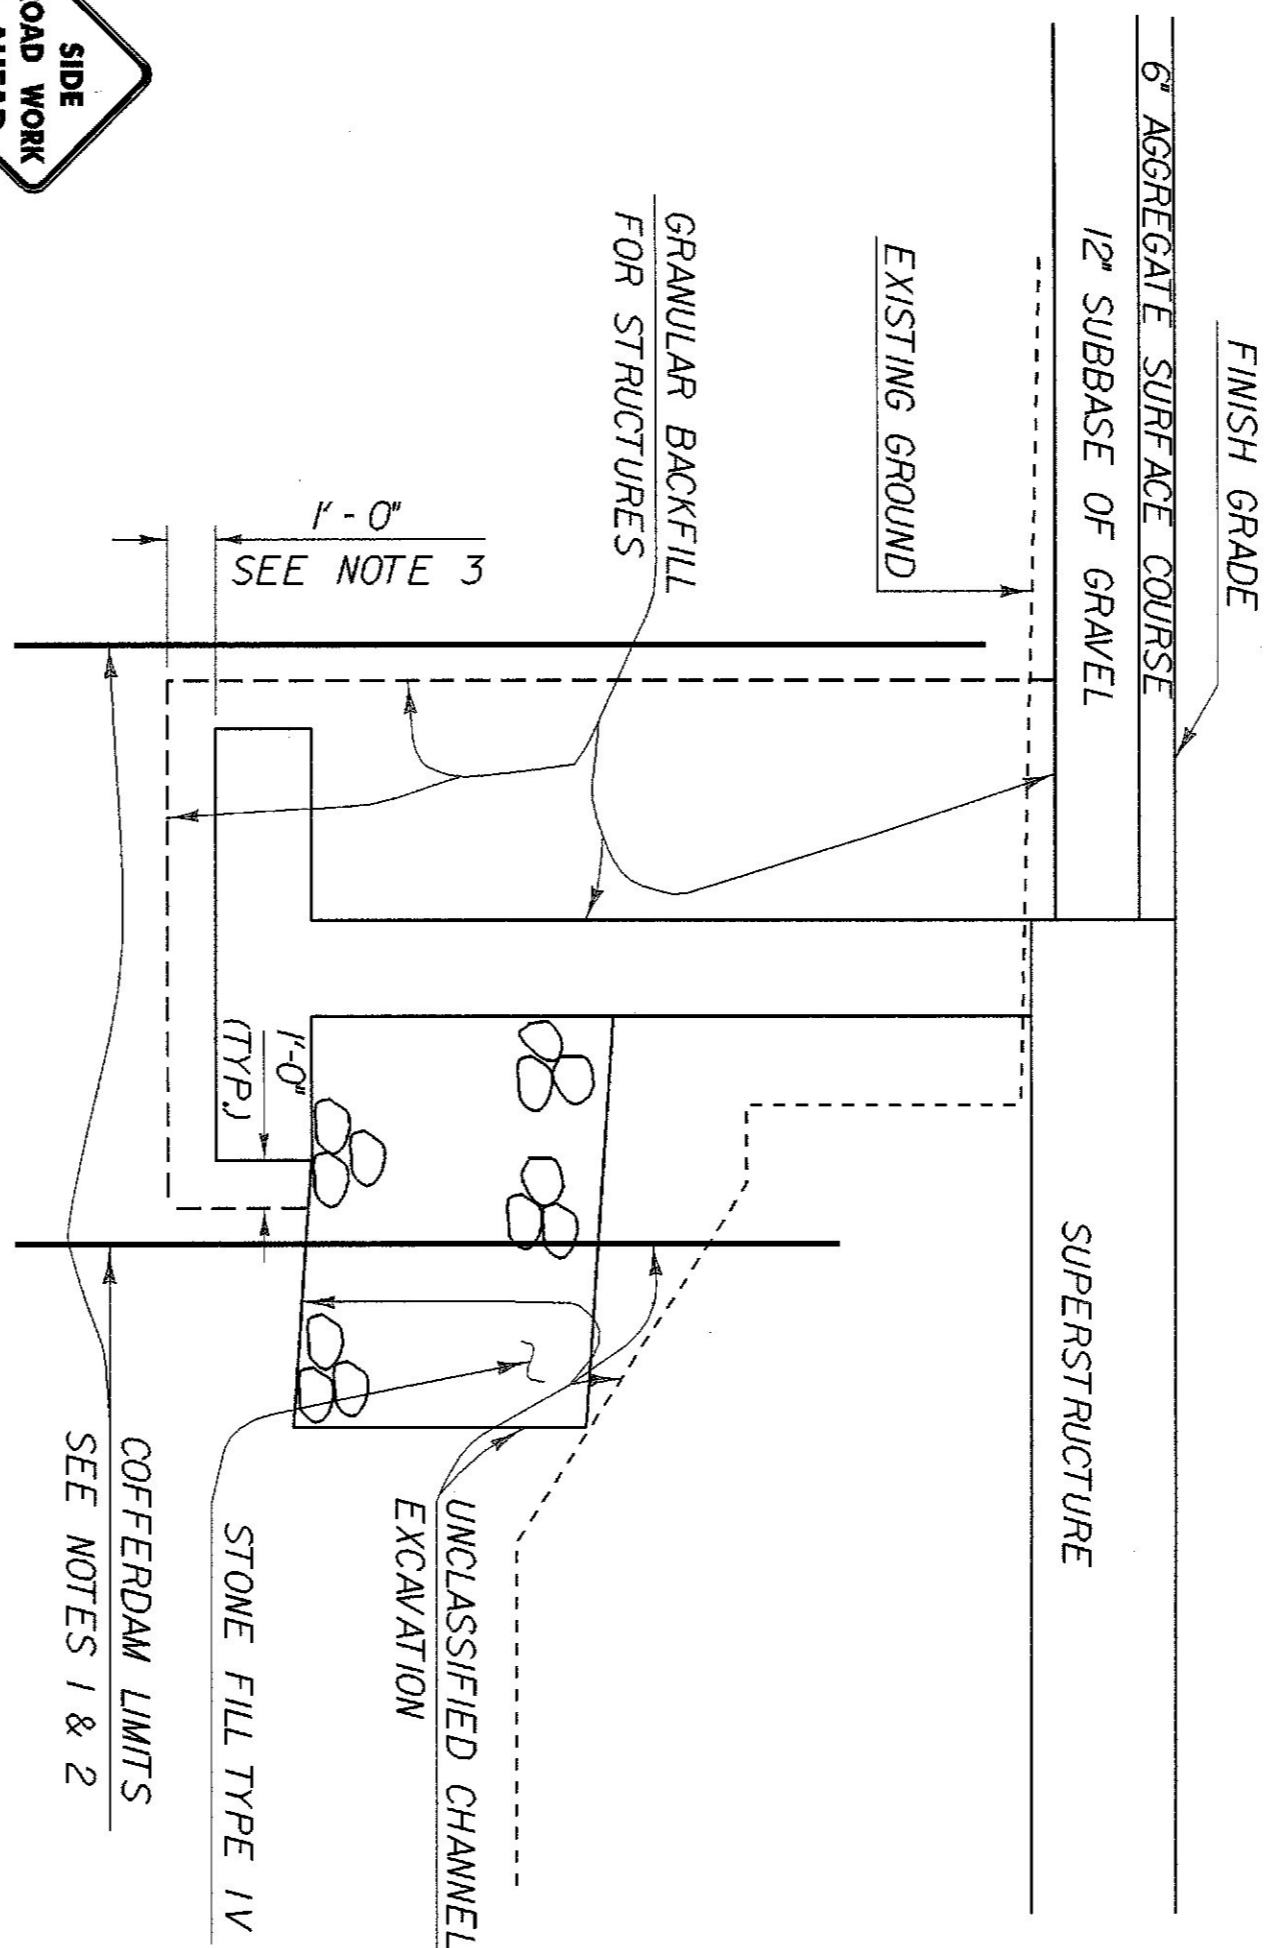 FINISH GRADE
6" AGGREGATE SURFACE COURSE
12" SUBBASE OF GRAVEL
SUPERSTRUCTURE
EXISTING GROUND
GRANULAR BACKFILL
FOR STRUCTURES
1'-0"
SEE NOTE 3
1'-0"
(TYP.)
UNCLASSIFIED CHANNEL
EXCAVATION
STONE FILL TYPE IV
COFFERDAM LIMITS
SEE NOTES 1 & 2
SIDE
ROAD WORK
AHEAD